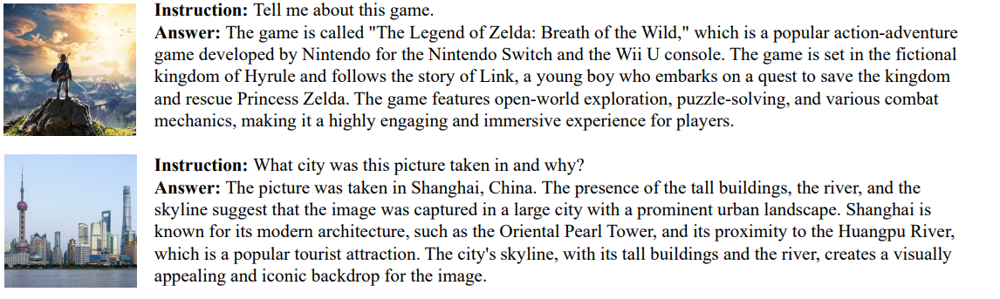 Instruction: Tell me about this game.
Answer: The game is called "The Legend of Zelda: Breath of the Wild," which is a popular action-adventure
game developed by Nintendo for the Nintendo Switch and the Wii U console. The game is set in the fictional
kingdom of Hyrule and follows the story of Link, a young boy who embarks on a quest to save the kingdom
and rescue Princess Zelda. The game features open-world exploration, puzzle-solving, and various combat
mechanics, making it a highly engaging and immersive experience for players.
Instruction: What city was this picture taken in and why?
Answer: The picture was taken in Shanghai, China. The presence of the tall buildings, the river, and the
skyline suggest that the image was captured in a large city with a prominent urban landscape. Shanghai is
known for its modern architecture, such as the Oriental Pearl Tower, and its proximity to the Huangpu River,
which is a popular tourist attraction. The city's skyline, with its tall buildings and the river, creates a visually
appealing and iconic backdrop for the image.